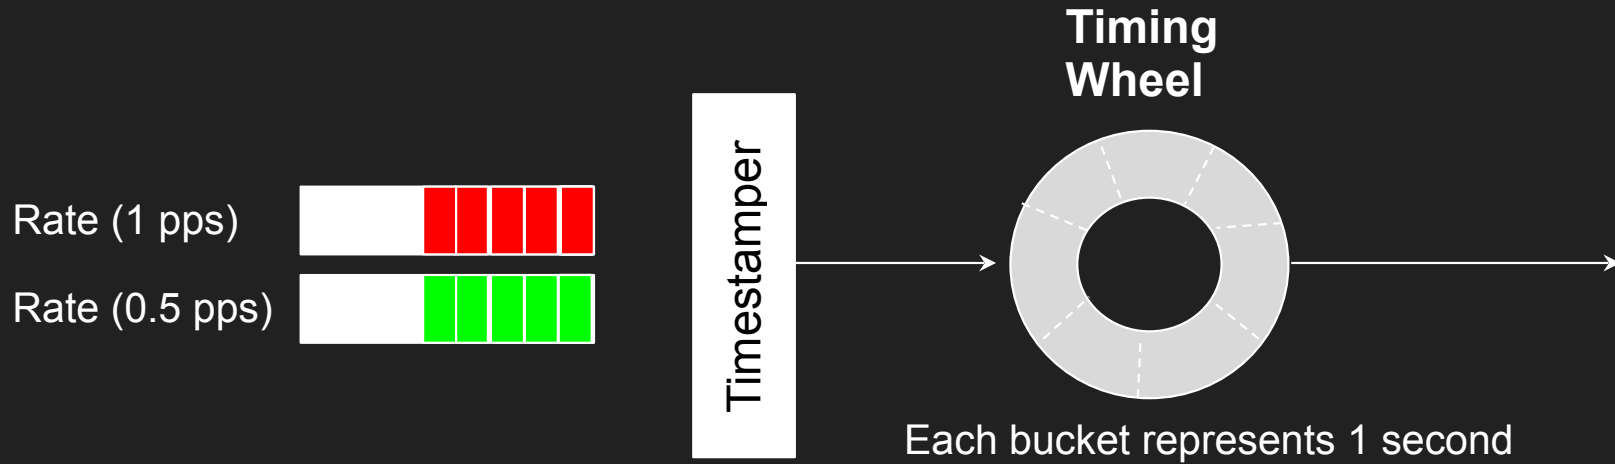 Timing
Wheel
Rate (1 pps)
Rate (0.5 pps)
Timestamper
Each bucket represents 1 second